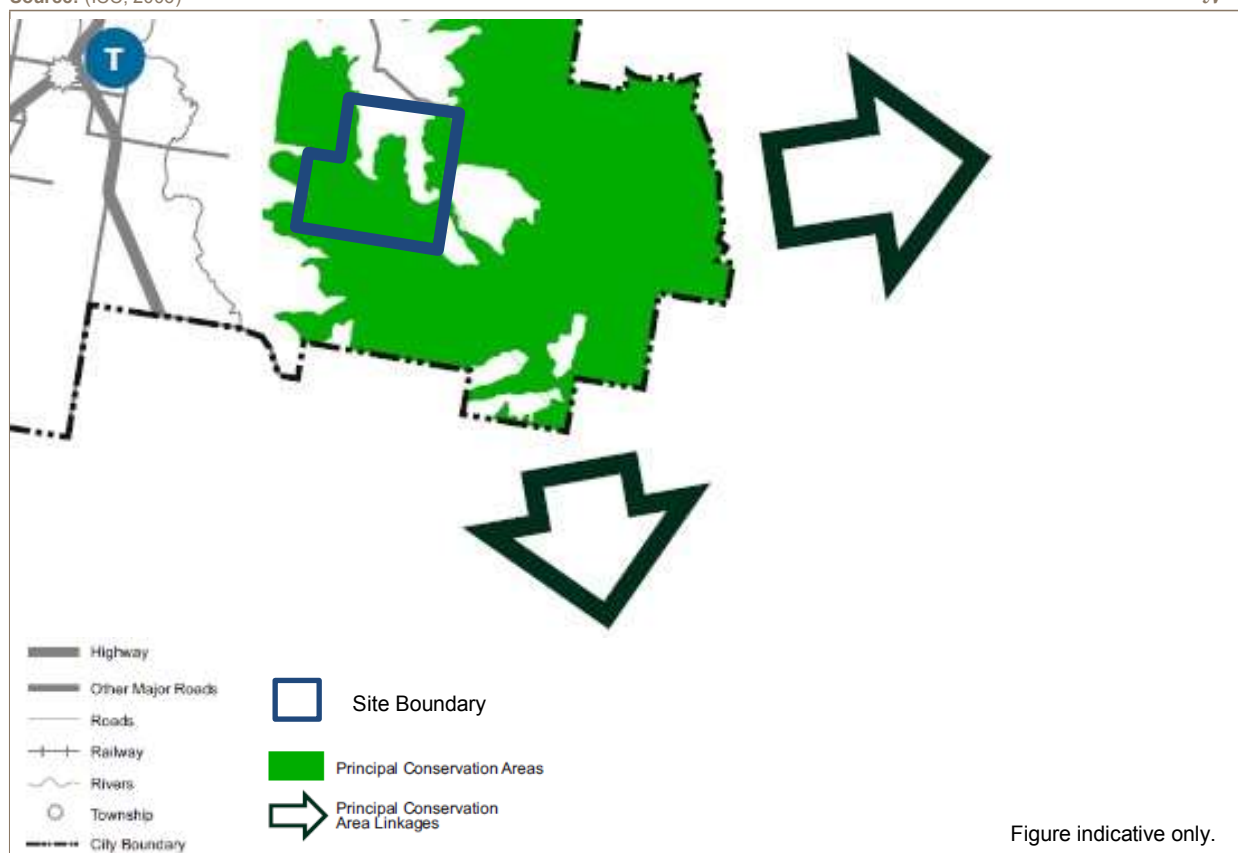 T
Highway
Other Major Roads
Roads
Railway
Rivers
Township
City Boundary
Site Boundary
Principal Conservation Areas
Principal Conservation
Area Linkages
Figure indicative only.